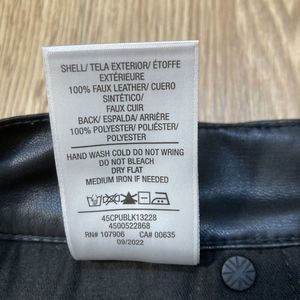 SHELL/ TELA EXTERIOR/ ÉTOFFE
EXTÉRIEURE
100% FAUX LEATHER/ CUERO
SINTÉTICO/
FAUX CUIR
BACK/ ESPALDA/ ARRIÈRE
100% POLYESTER/ POLIÉSTER/
POLYESTER
HAND WASH COLD DO NOT WRING
DO NOT BLEACH
DRY FLAT
MEDIUM IRON IF NEEDED
45CPUBLK13228
4500522868
RN# 107906 CA# 00635
09/2022